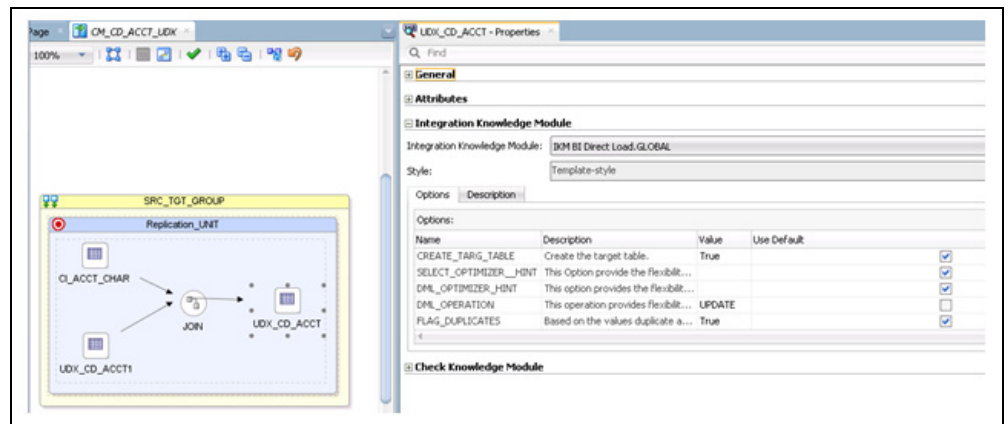 Page
CM_CD_ACCT_UDX
100%
SRC_TGT_GROUP
Replication_UNIT
CI_ACCT_CHAR
JOIN
UDX_CD_ACCT
UDX_CD_ACCT1
UDX_CD_ACCT - Properties
Find
General
Attributes
Integration Knowledge Module
Integration Knowledge Module: IKM BI Direct Load.GLOBAL
Style: Template-style
Options Description
Options:
Name Description Value Use Default
CREATE_TARG_TABLE Create the target table. True
SELECT_OPTIMIZER_HINT This Option provide the flexibilit...
DML_OPTIMIZER_HINT This option provides the flexibilit...
DML_OPERATION This operation provides flexibilit... UPDATE
FLAG_DUPLICATES Based on the values duplicate a... True
Check Knowledge Module